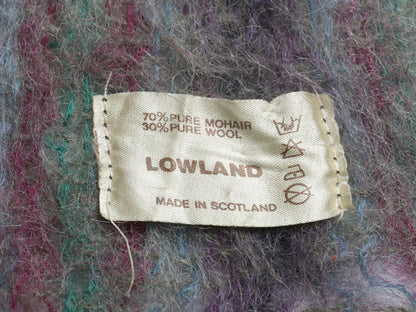 70% PURE MOHAIR
30% PURE WOOL
LOWLAND
MADE IN SCOTLAND